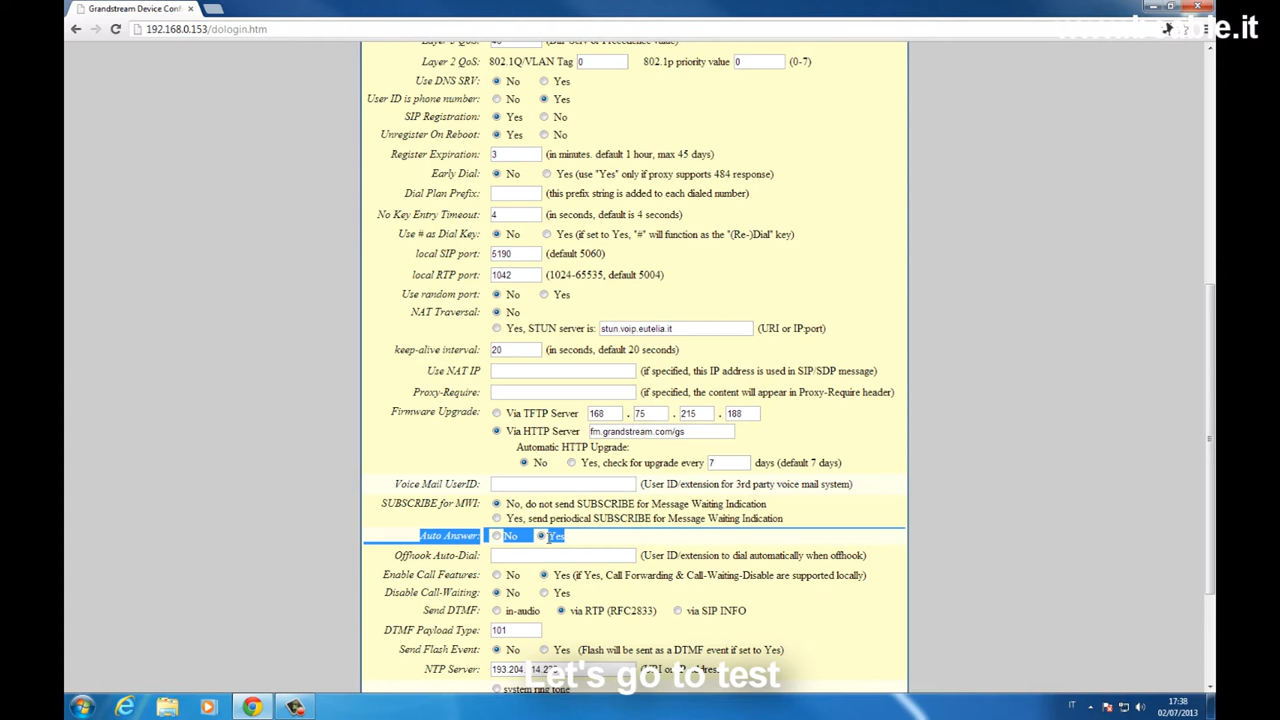 Grandstream Device Confi
192.168.0.153/dologin.htm
Layer 2 QoS: 802.1Q/VLAN Tag 0 802.1p priority value 0 (0-7)
Use DNS SRV: No Yes
User ID is phone number: No Yes
SIP Registration: Yes No
Unregister On Reboot: Yes No
Register Expiration: 3 (in minutes. default 1 hour, max 45 days)
Early Dial: No Yes (use "Yes" only if proxy supports 484 response)
Dial Plan Prefix: (this prefix string is added to each dialed number)
No Key Entry Timeout: 4 (in seconds, default is 4 seconds)
Use # as Dial Key: No Yes (if set to Yes, "#" will function as the "(Re-)Dial" key)
local SIP port: 5190 (default 5060)
local RTP port: 1042 (1024-65535, default 5004)
Use random port: No Yes
NAT Traversal: No
Yes, STUN server is: stun.voip.eutelia.it (URI or IP:port)
keep-alive interval: 20 (in seconds, default 20 seconds)
Use NAT IP (if specified, this IP address is used in SIP/SDP message)
Proxy-Require: (if specified, the content will appear in Proxy-Require header)
Firmware Upgrade: Via TFTP Server 168 . 75 . 215 . 188
Via HTTP Server fm.grandstream.com/gs
Automatic HTTP Upgrade:
No Yes, check for upgrade every 7 days (default 7 days)
Voice Mail UserID: (User ID/extension for 3rd party voice mail system)
SUBSCRIBE for MWI: No, do not send SUBSCRIBE for Message Waiting Indication
Yes, send periodical SUBSCRIBE for Message Waiting Indication
Auto Answer: No Yes
Offhook Auto-Dial: (User ID/extension to dial automatically when offhook)
Enable Call Features: No Yes (if Yes, Call Forwarding & Call-Waiting-Disable are supported locally)
Disable Call-Waiting: No Yes
Send DTMF: in-audio via RTP (RFC2833) via SIP INFO
DTMF Payload Type: 101
Send Flash Event: No Yes (Flash will be sent as a DTMF event if set to Yes)
NTP Server:
Let's go to test
system ring tone
IT 17:38
02/07/2013